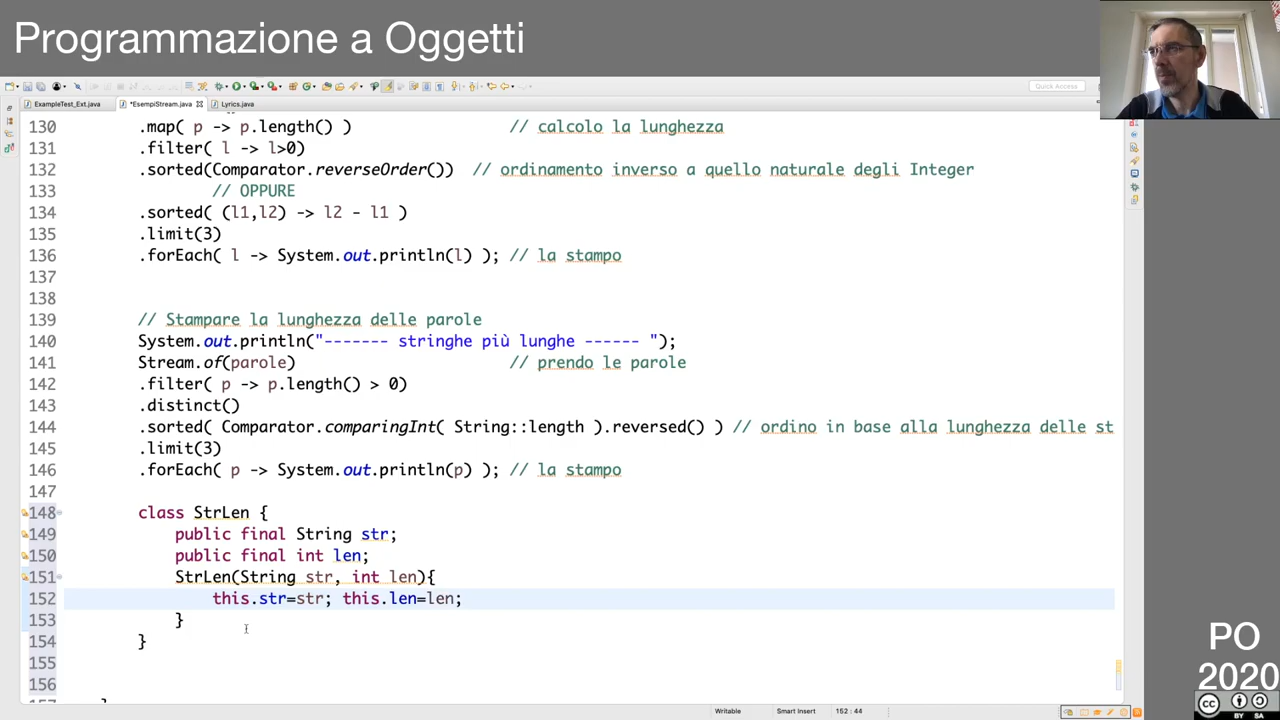 Programmazione a Oggetti
Quick Access
ExampleTest_Ext.java
*EsempiStream.java
Lyrics.java
130 .map( p -> p.length() ) // calcolo la lunghezza
131 .filter( l -> l>0)
132 .sorted(Comparator.reverseOrder()) // ordinamento inverso a quello naturale degli Integer
133 // OPPURE
134 .sorted( (l1,l2) -> l2 - l1 )
135 .limit(3)
136 .forEach( l -> System.out.println(l) ); // la stampo
137
138
139 // Stampare la lunghezza delle parole
140 System.out.println("------- stringhe più lunghe ------ ");
141 Stream.of(parole) // prendo le parole
142 .filter( p -> p.length() > 0)
143 .distinct()
144 .sorted( Comparator.comparingInt( String::length ).reversed() ) // ordino in base alla lunghezza delle st
145 .limit(3)
146 .forEach( p -> System.out.println(p) ); // la stampo
147
148 class StrLen {
149 public final String str;
150 public final int len;
151 StrLen(String str, int len){
152 this.str=str; this.len=len;
153 }
154 }
155
156
Writable
Smart Insert
152 : 44
PO
2020
CC
BY SA